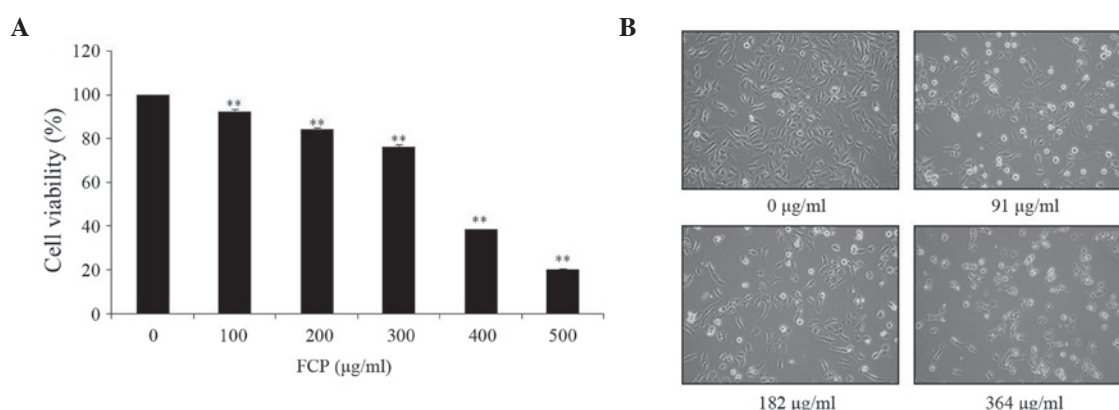 A
Cell viability (%)
120
100
80
60
40
20
0
**
**
**
**
**
0 100 200 300 400 500
FCP (μg/ml)
B
0 μg/ml 91 μg/ml
182 μg/ml 364 μg/ml